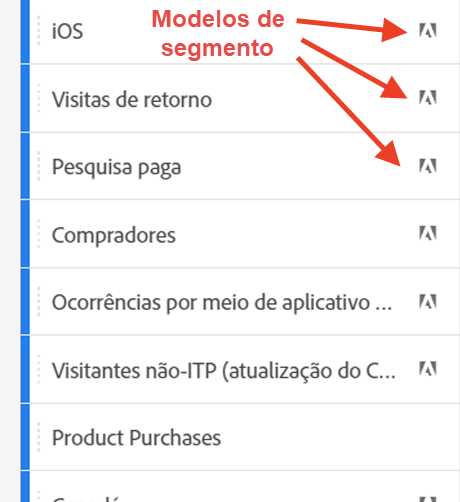 Modelos de
segmento
iOS
Visitas de retorno
Pesquisa paga
Compradores
Ocorrências por meio de aplicativo ...
Visitantes não-ITP (atualização do C...
Product Purchases